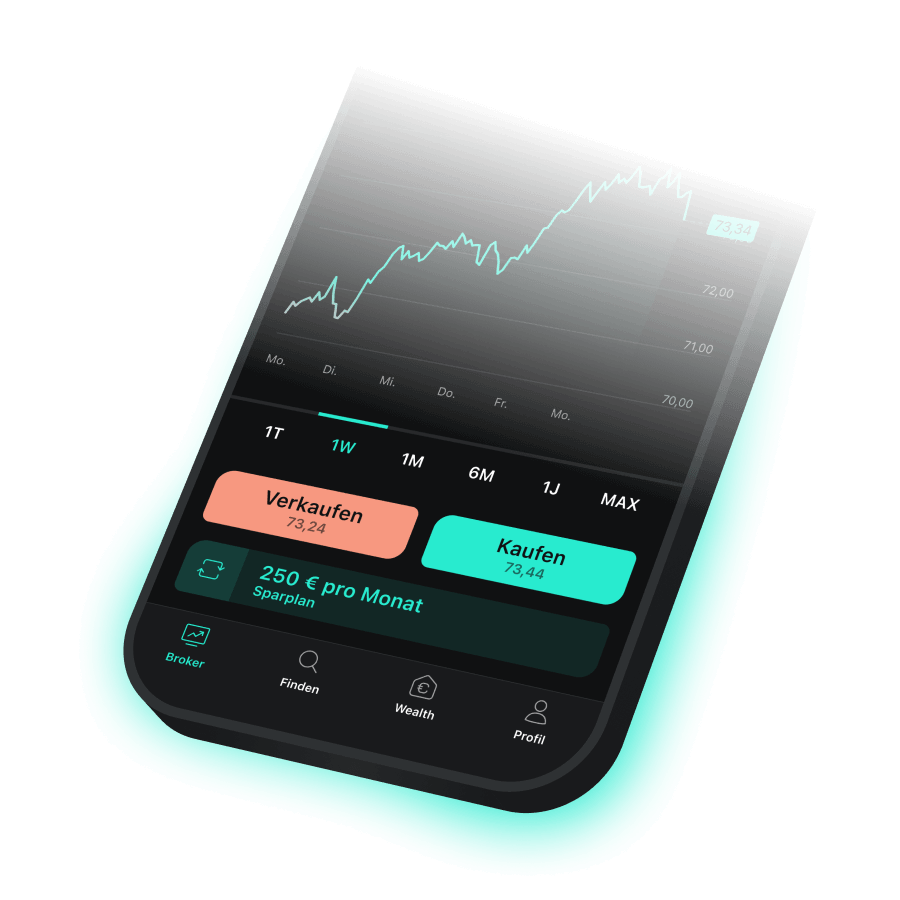 73,34
72,00
71,00
70,00
Mo.
Di.
Mi.
Do.
Fr.
Mo.
1T
1W
1M
6M
1J
MAX
Verkaufen
73,24
Kaufen
73,44
250 € pro Monat
Sparplan
Broker
Finden
Wealth
Profil